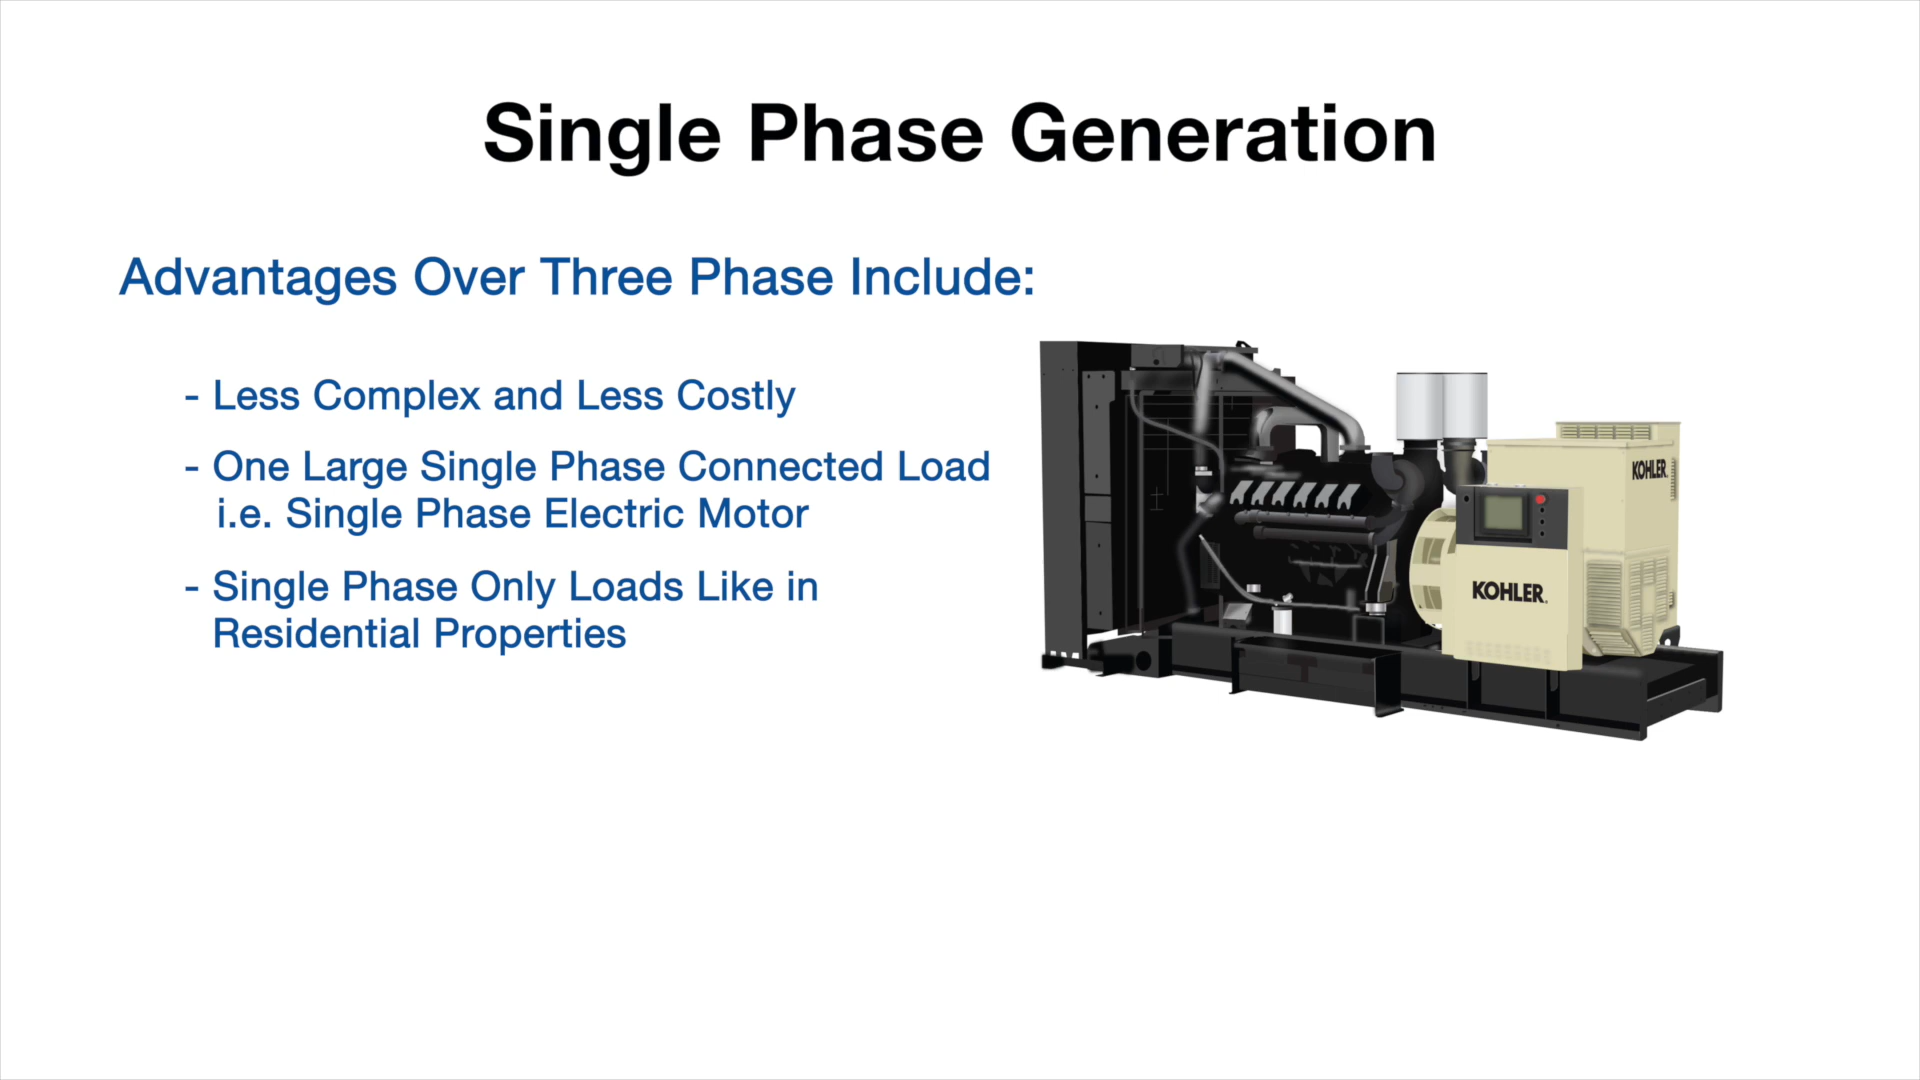 Single Phase Generation
Advantages Over Three Phase Include:
- Less Complex and Less Costly
- One Large Single Phase Connected Load
i.e. Single Phase Electric Motor
- Single Phase Only Loads Like in
Residential Properties
KOHLER.
KOHLER.